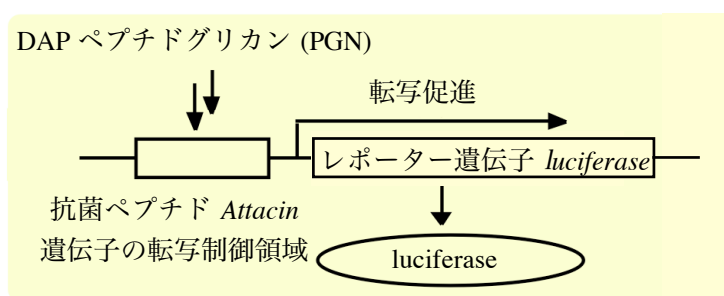 DAP ペプチドグリカン (PGN)
転写促進
レポーター遺伝子 luciferase
抗菌ペプチド Attacin
遺伝子の転写制御領域
luciferase